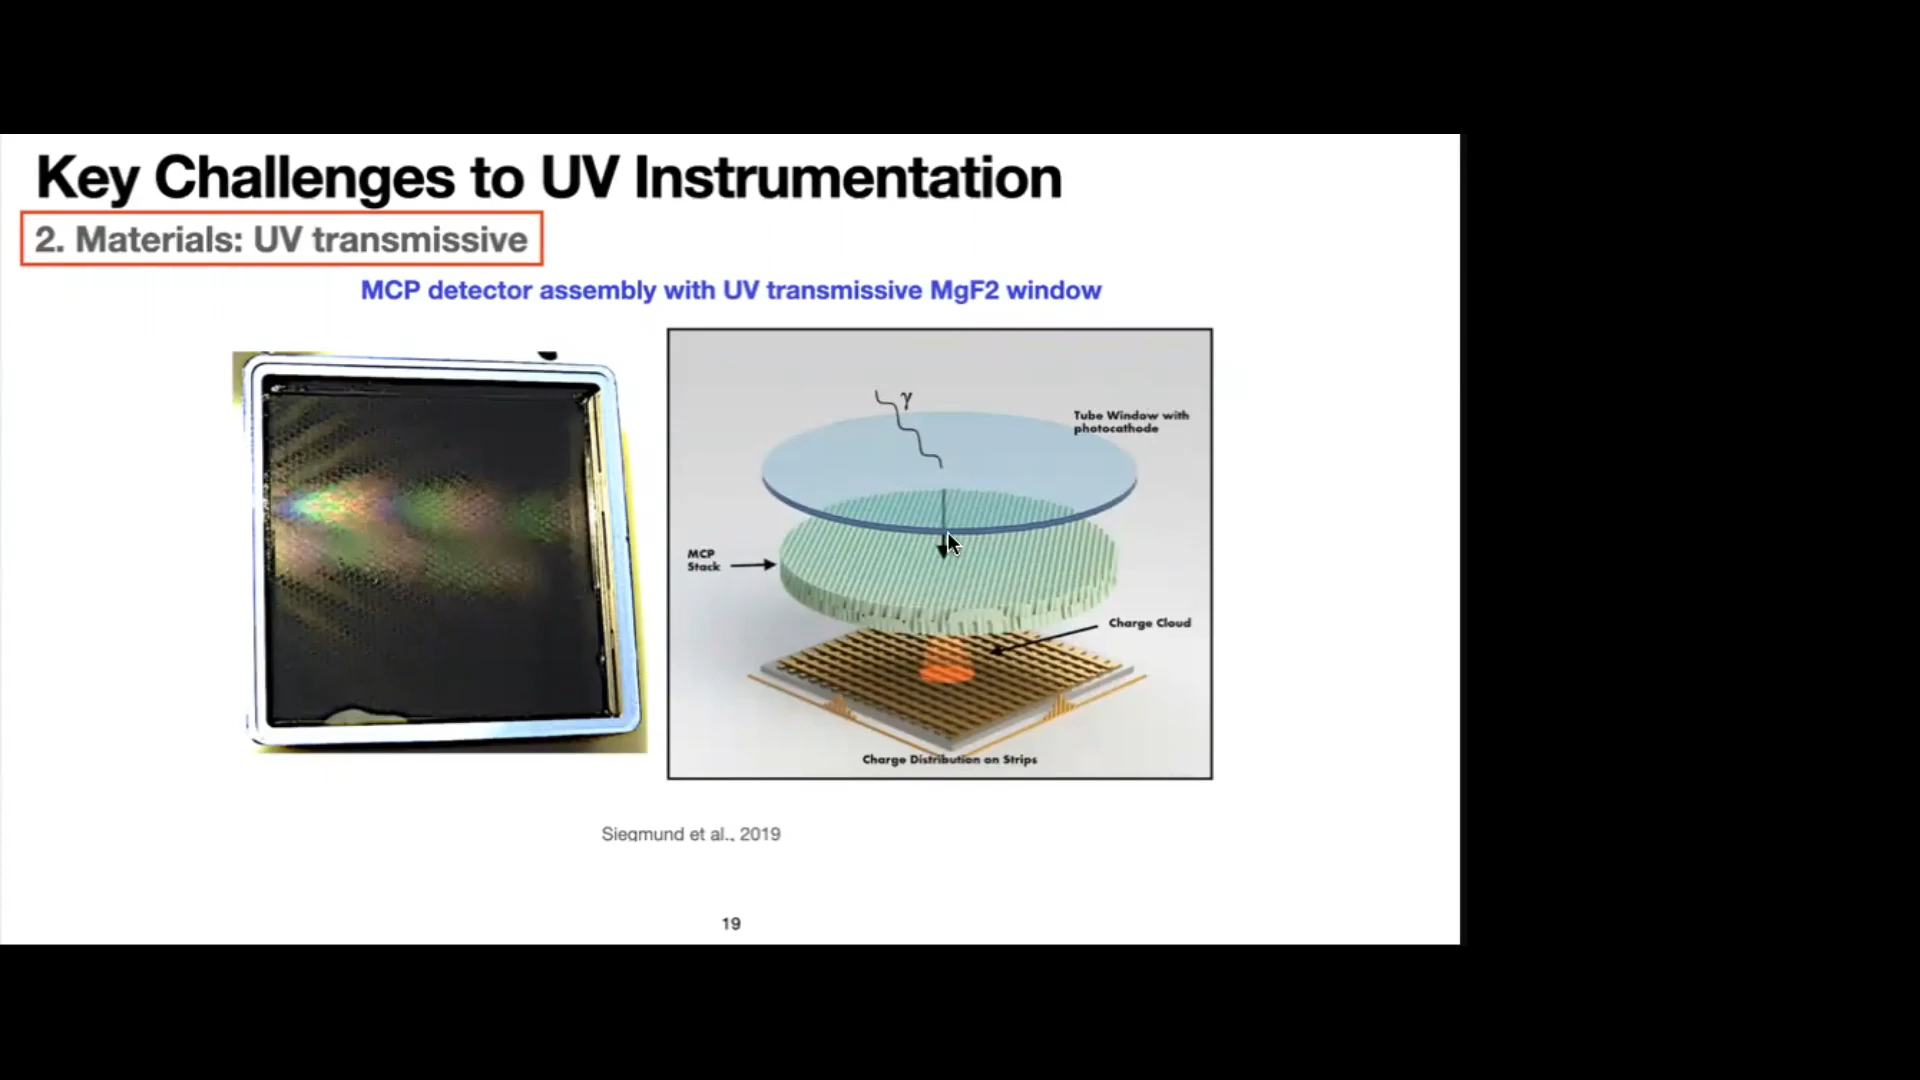 Key Challenges to UV Instrumentation
2. Materials: UV transmissive
MCP detector assembly with UV transmissive MgF2 window
γ
Tube Window with
photocathode
MCP
Stack
Charge Cloud
Charge Distribution on Strips
Siegmund et al., 2019
19